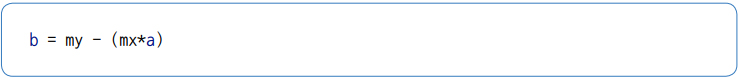 b = my - (mx*a)